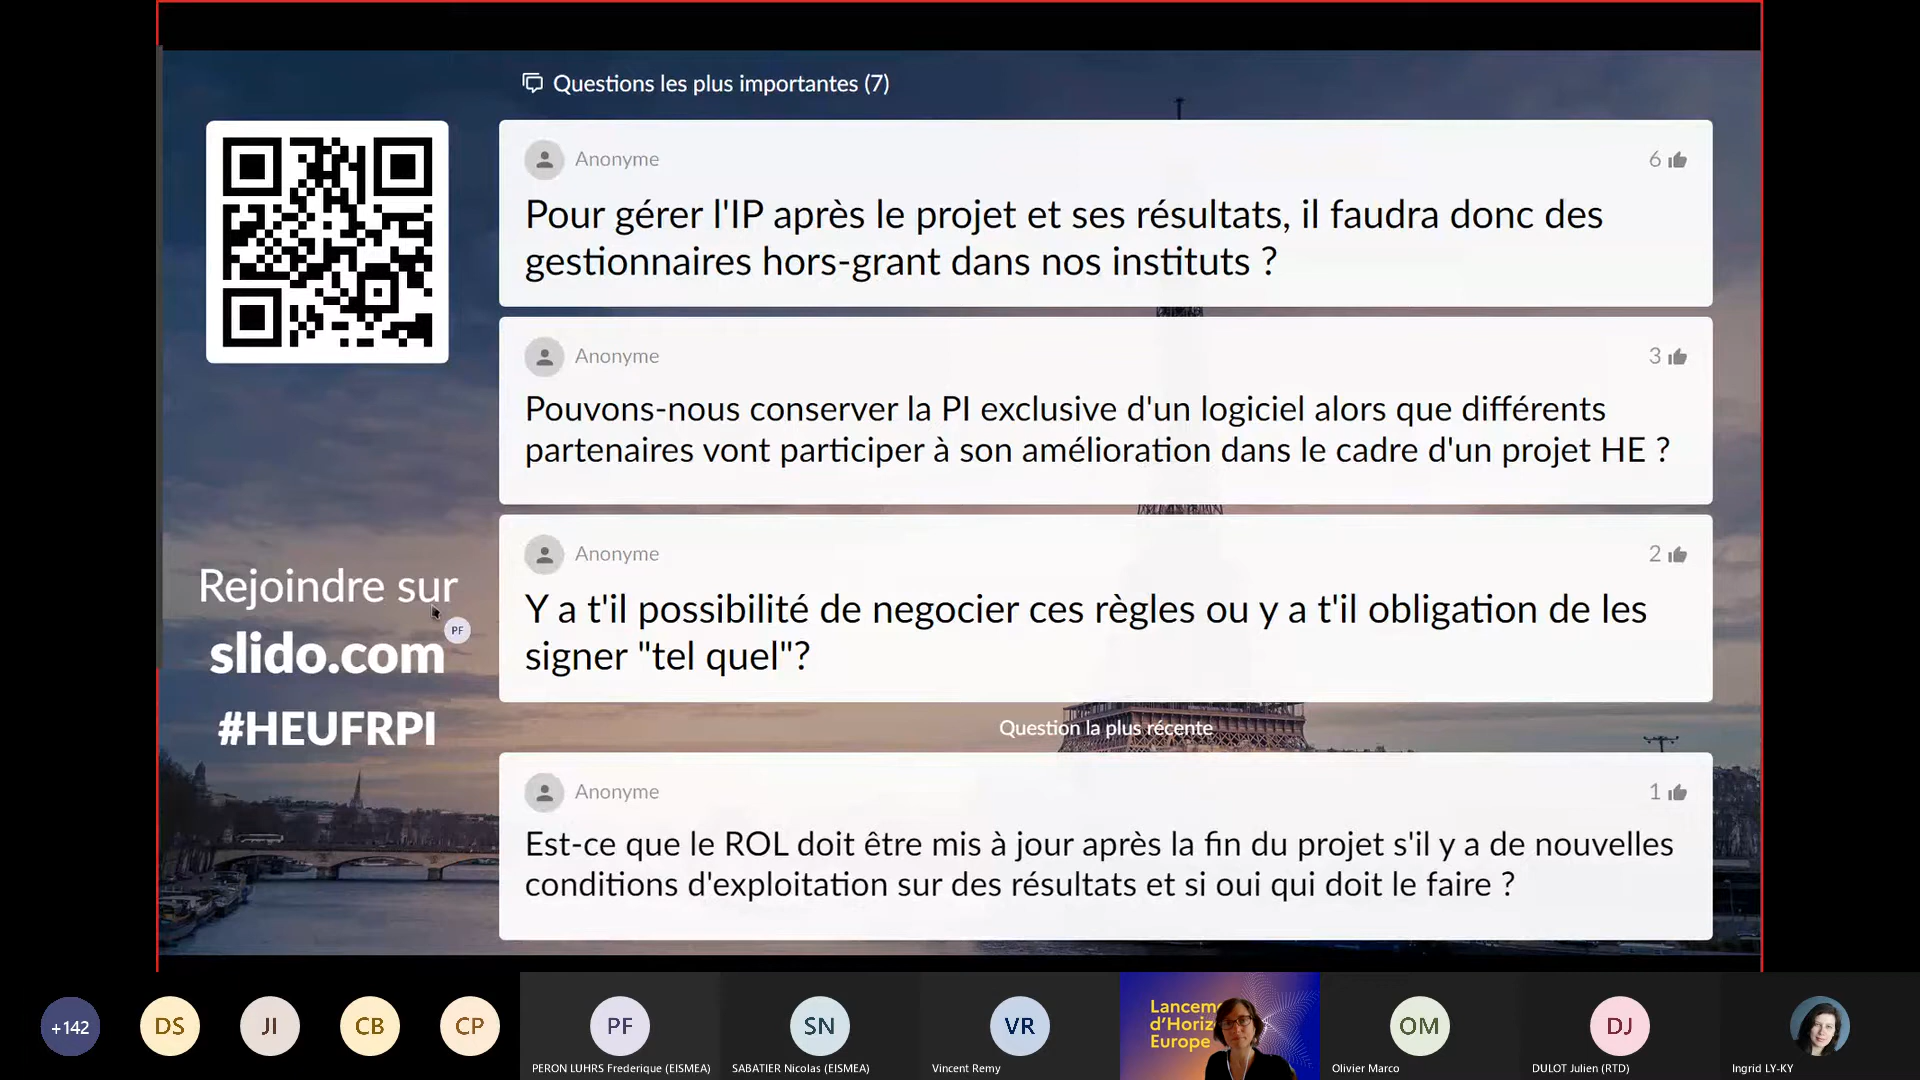 Questions les plus importantes (7)
Anonyme
6
Pour gérer l'IP après le projet et ses résultats, il faudra donc des
gestionnaires hors-grant dans nos instituts ?
Anonyme
3
Pouvons-nous conserver la PI exclusive d'un logiciel alors que différents
partenaires vont participer à son amélioration dans le cadre d'un projet HE ?
Anonyme
2
Y a t'il possibilité de negocier ces règles ou y a t'il obligation de les
signer "tel quel"?
Question la plus récente
Anonyme
1
Est-ce que le ROL doit être mis à jour après la fin du projet s'il y a de nouvelles
conditions d'exploitation sur des résultats et si oui qui doit le faire ?
Rejoindre sur
PF
slido.com
#HEUFRPI
+142
DS
JI
CB
CP
PF
PERON LUHRS Frederique (EISMEA)
SN
SABATIER Nicolas (EISMEA)
VR
Vincent Remy
Lanceme
d'Horiz
Europe
OM
Olivier Marco
DJ
DULOT Julien (RTD)
Ingrid LY-KY